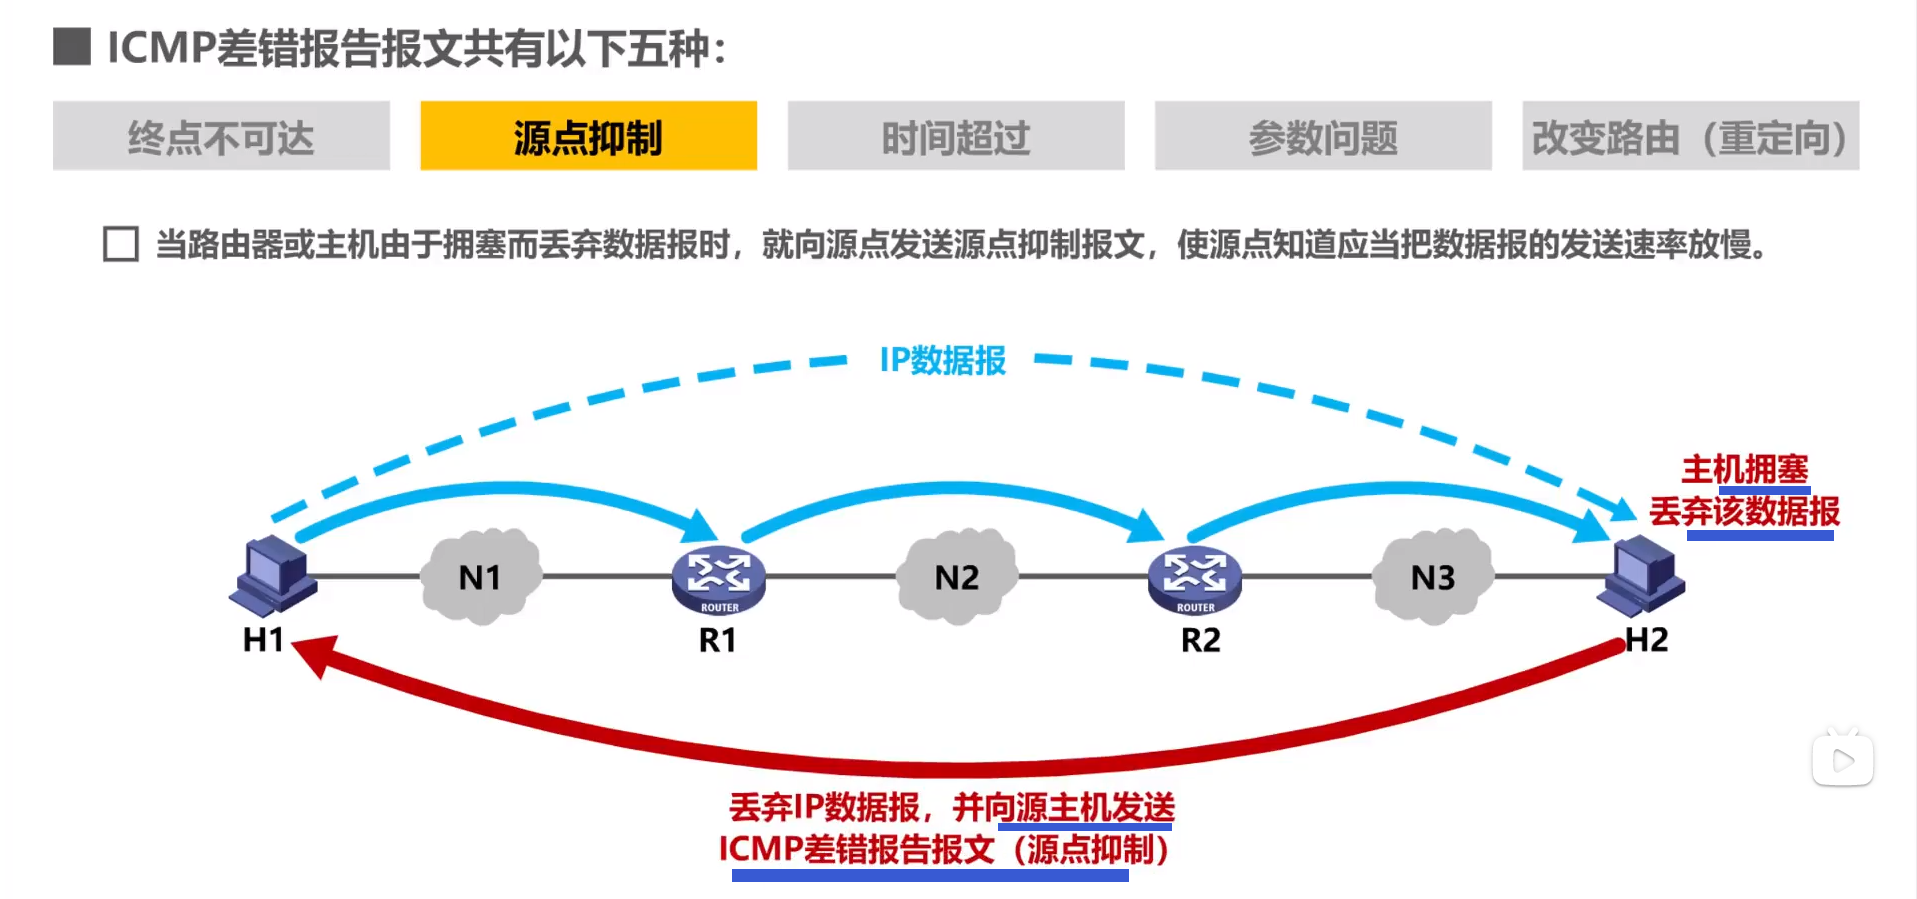 ICMP差错报告报文共有以下五种：
终点不可达
源点抑制
时间超过
参数问题
改变路由（重定向）
当路由器或主机由于拥塞而丢弃数据报时，就向源点发送源点抑制报文，使源点知道应当把数据报的发送速率放慢。
IP数据报
主机拥塞
丢弃该数据报
N1
N2
N3
ROUTER
ROUTER
H1
R1
R2
H2
丢弃IP数据报，并向源主机发送
ICMP差错报告报文（源点抑制）